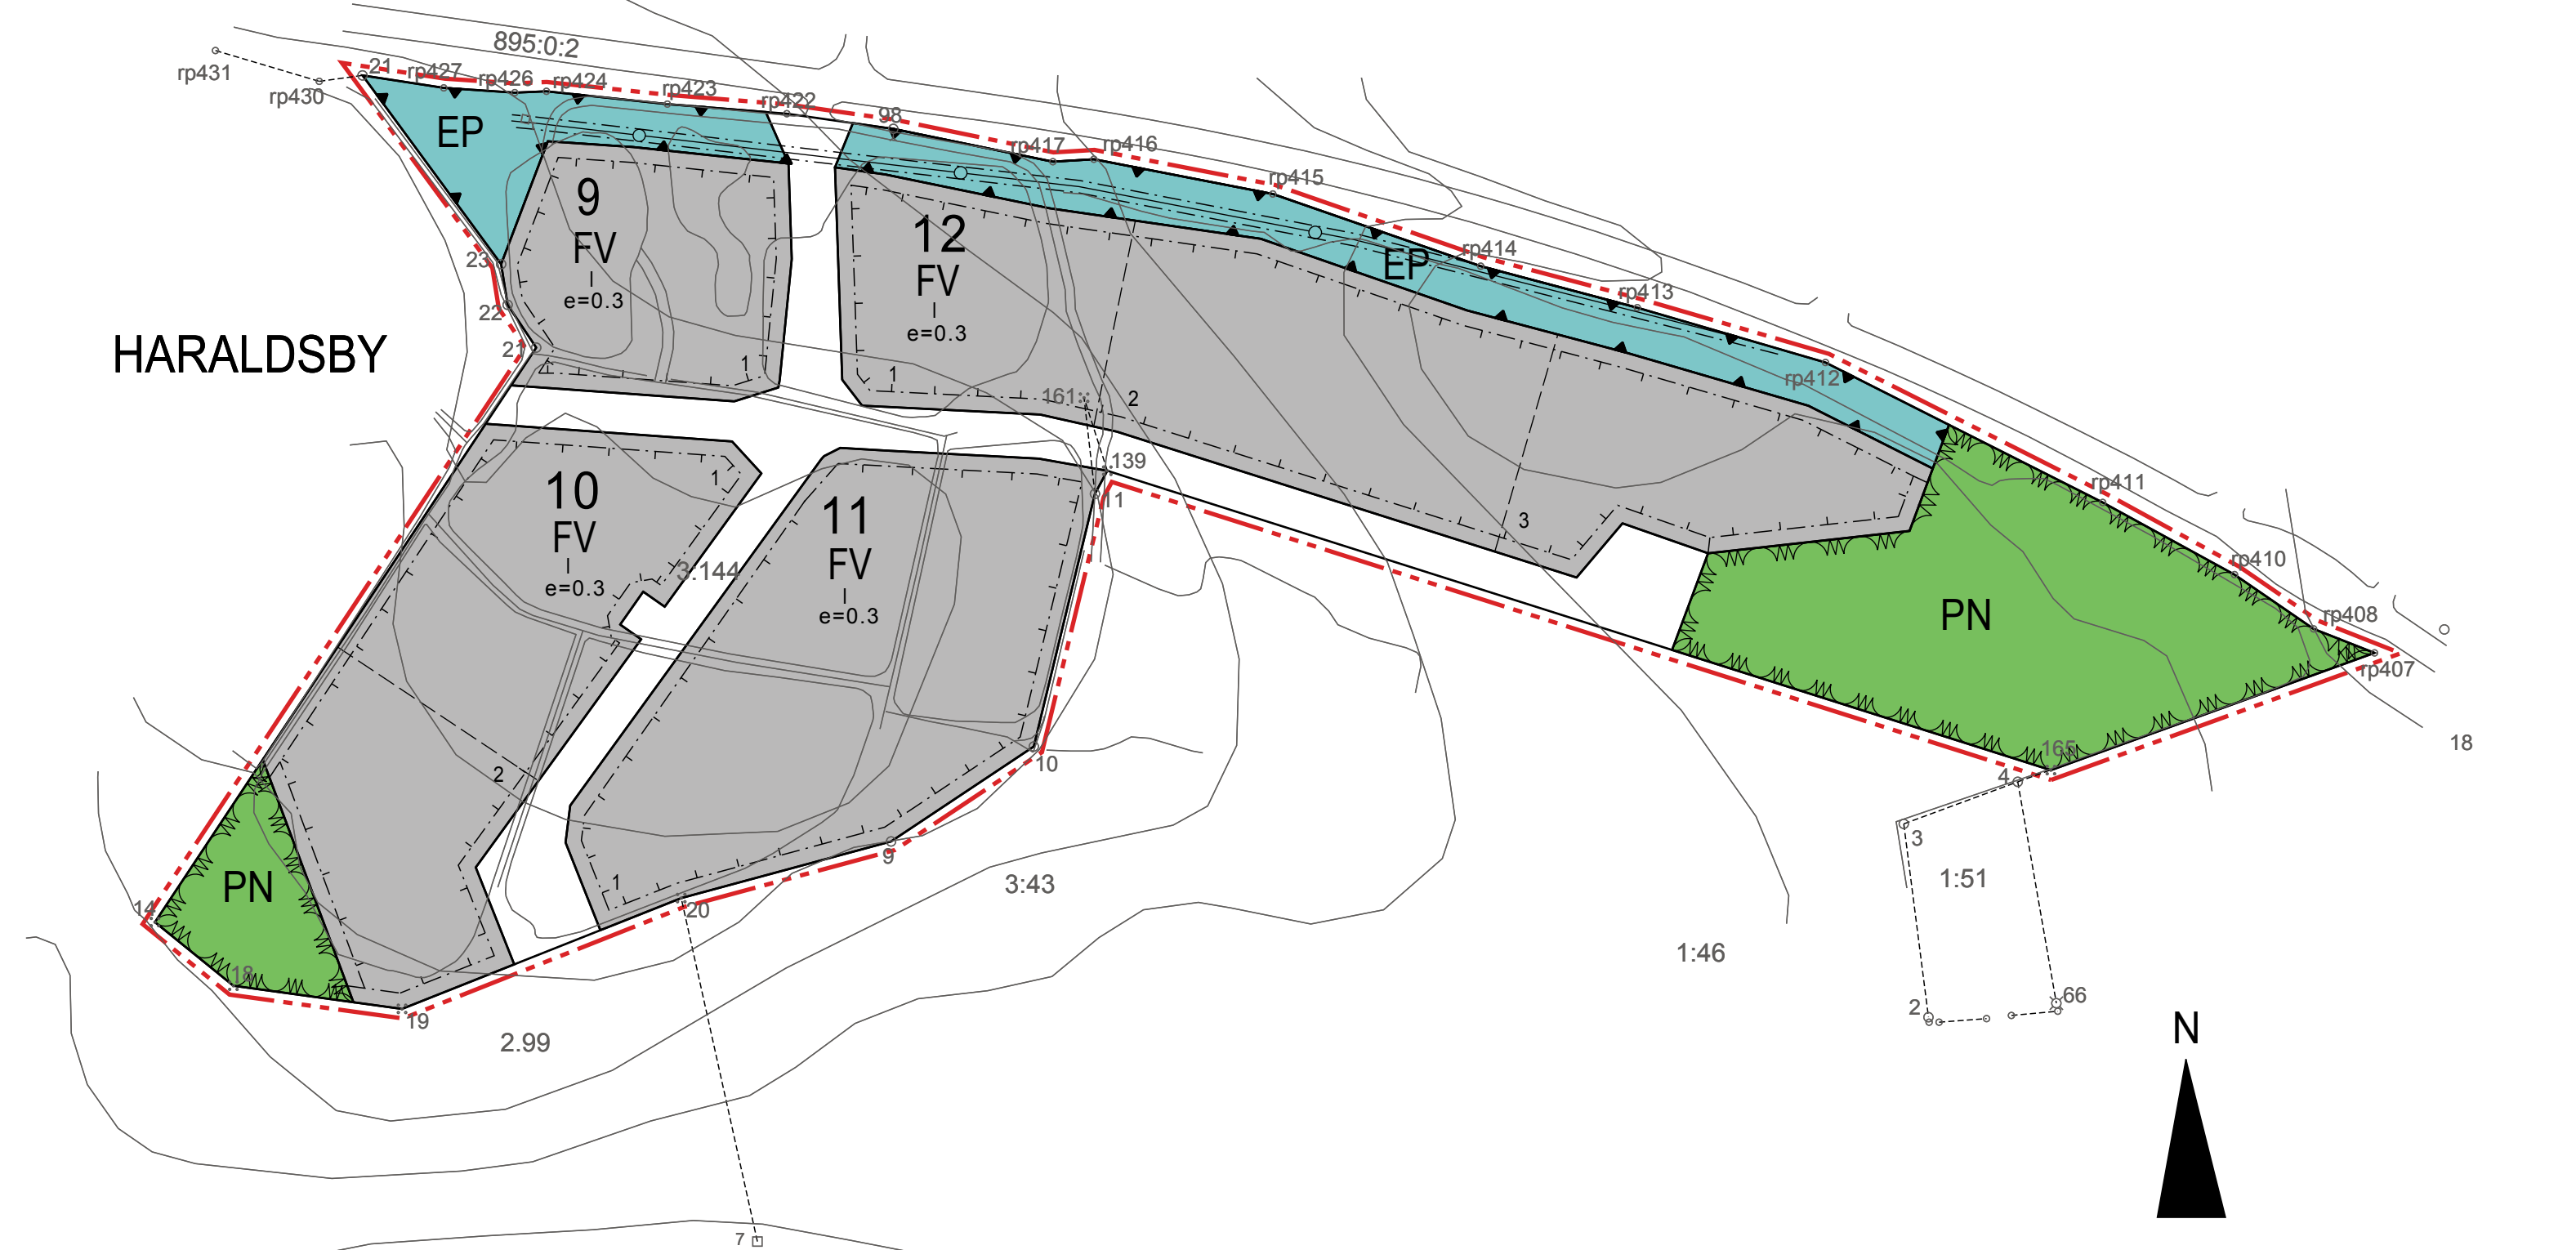 895:0:2
rp431
rp430
21
rp427
rp426
rp424
rp423
rp422
98
rp417
rp416
rp415
rp414
rp413
rp412
rp411
rp410
rp408
rp407
EP
EP
9
FV
I
e=0.3
1
12
FV
I
e=0.3
1
2
3
23
22
21
HARALDSBY
161
139
11
10
FV
I
e=0.3
1
2
3:144
11
FV
I
e=0.3
1
PN
PN
165
18
4
3
1:51
2
66
10
9
20
3:43
1:46
14
18
19
2.99
7
N